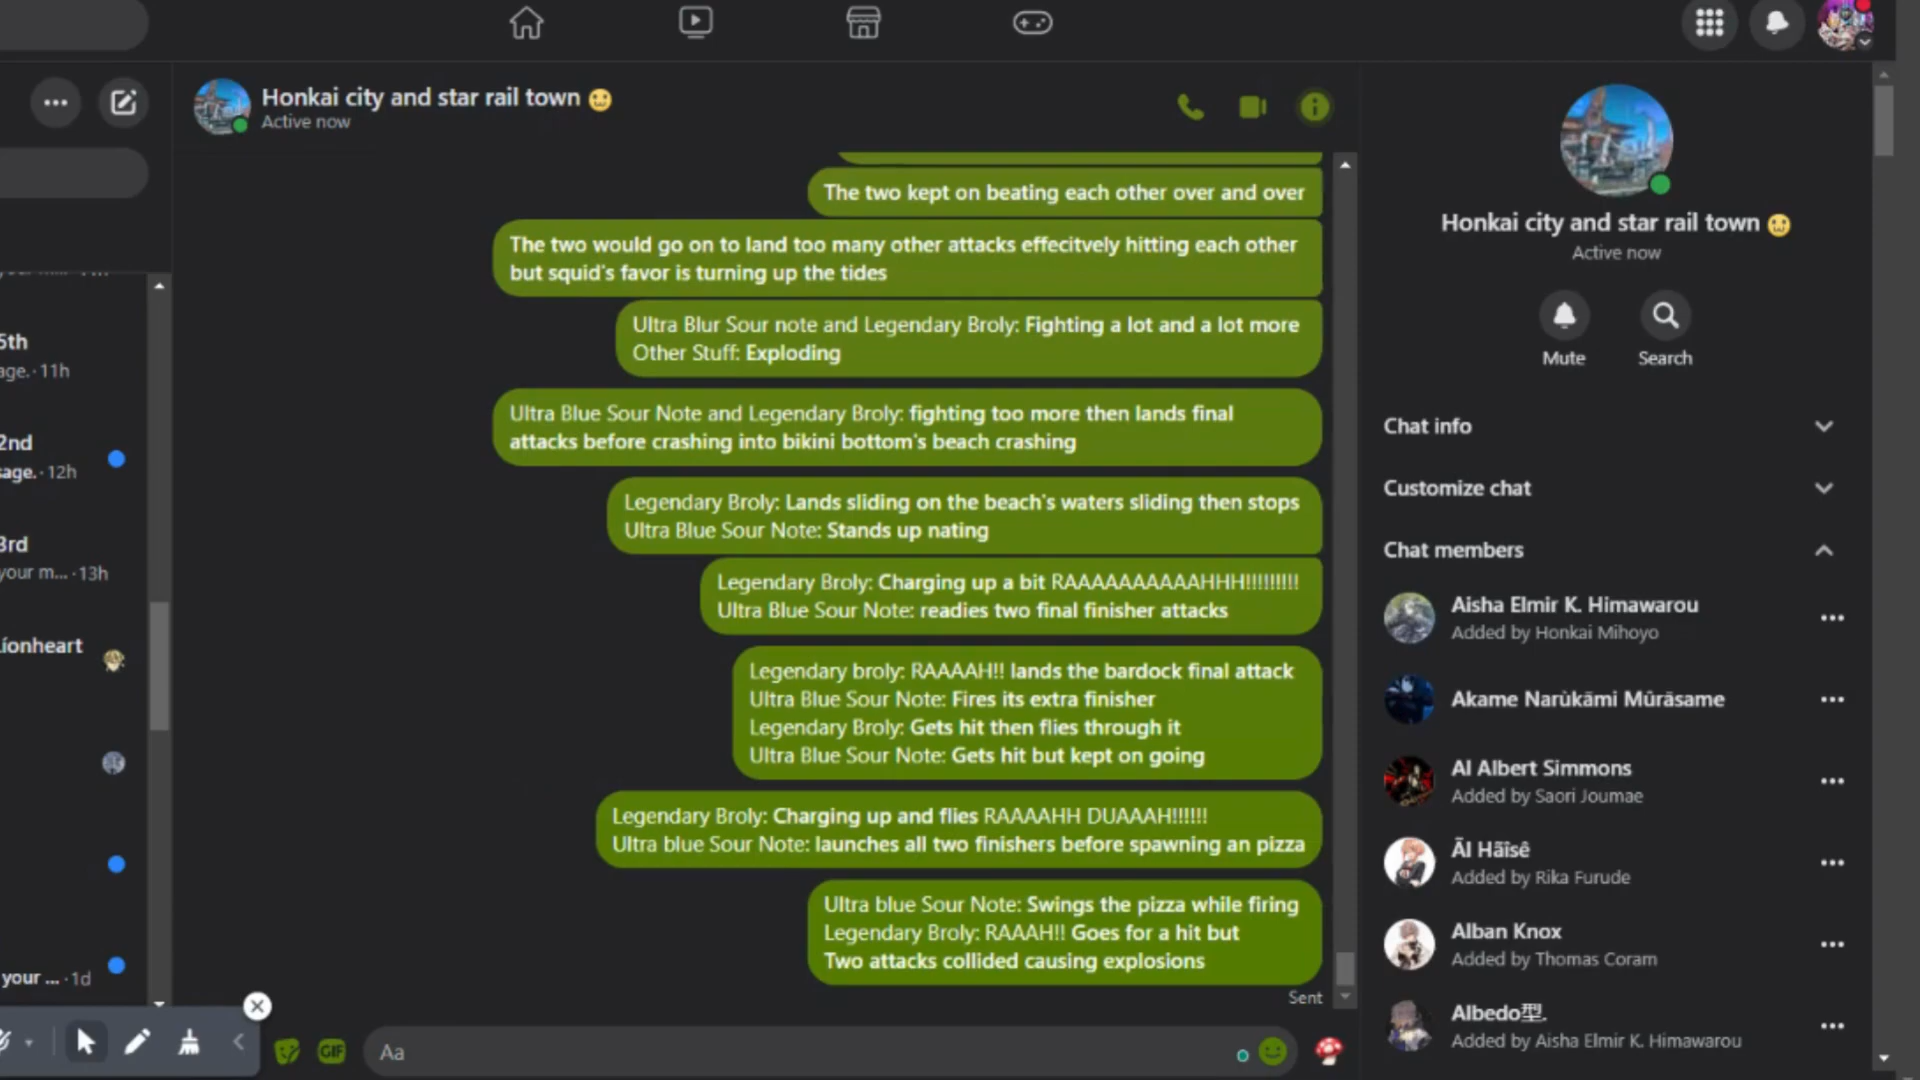 Honkai city and star rail town
Active now
5th
age. · 11h
2nd
sage. · 12h
3rd
your m... · 13h
ionheart
your ... · 1d
The two kept on beating each other over and over
The two would go on to land too many other attacks effecitvely hitting each other
but squid's favor is turning up the tides
Ultra Blur Sour note and Legendary Broly: Fighting a lot and a lot more
Other Stuff: Exploding
Ultra Blue Sour Note and Legendary Broly: fighting too more then lands final
attacks before crashing into bikini bottom's beach crashing
Legendary Broly: Lands sliding on the beach's waters sliding then stops
Ultra Blue Sour Note: Stands up nating
Legendary Broly: Charging up a bit RAAAAAAAAAAHHH!!!!!!!!!
Ultra Blue Sour Note: readies two final finisher attacks
Legendary broly: RAAAAH!! lands the bardock final attack
Ultra Blue Sour Note: Fires its extra finisher
Legendary Broly: Gets hit then flies through it
Ultra Blue Sour Note: Gets hit but kept on going
Legendary Broly: Charging up and flies RAAAAHH DUAAAH!!!!!!
Ultra blue Sour Note: launches all two finishers before spawning an pizza
Ultra blue Sour Note: Swings the pizza while firing
Legendary Broly: RAAAH!! Goes for a hit but
Two attacks collided causing explosions
Sent
GIF
Aa
Honkai city and star rail town
Active now
Mute
Search
Chat info
Customize chat
Chat members
Aisha Elmir K. Himawarou
Added by Honkai Mihoyo
Akame Narùkāmi Mûrāsame
Al Albert Simmons
Added by Saori Joumae
Ãl Hãîsê
Added by Rika Furude
Alban Knox
Added by Thomas Coram
Albedo型.
Added by Aisha Elmir K. Himawarou